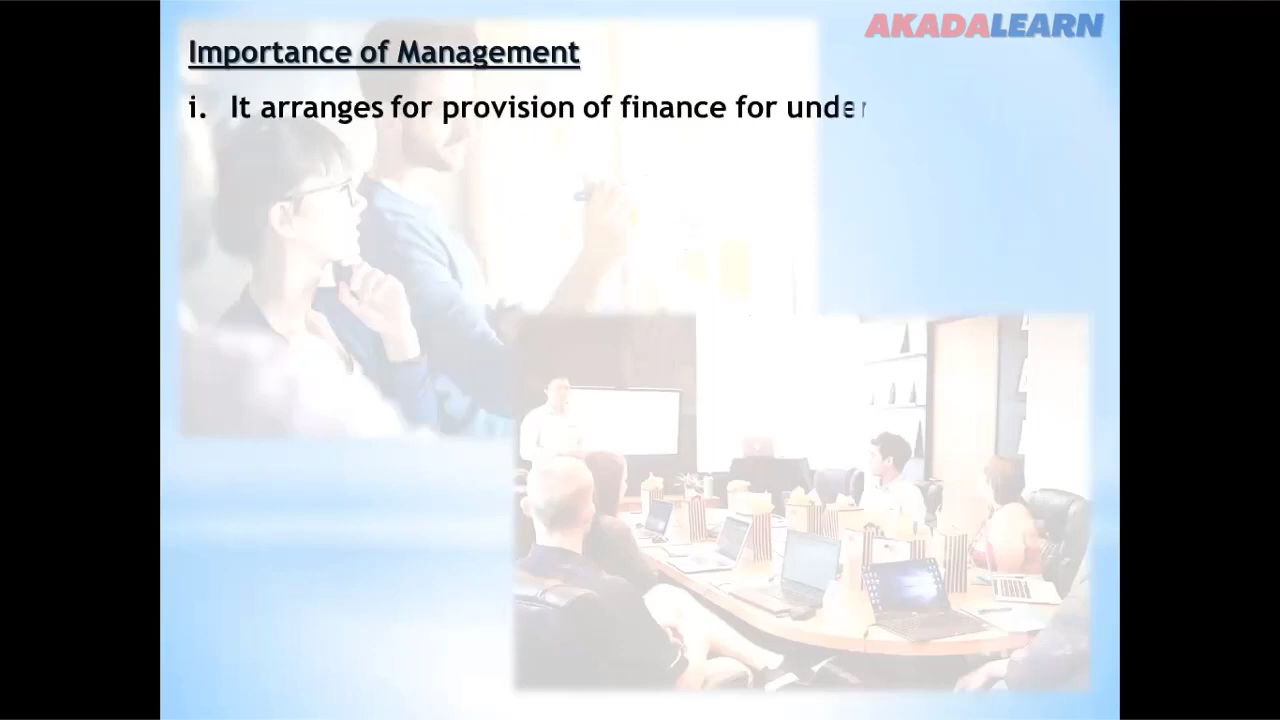 AKADALEARN
Importance of Management
i. It arranges for provision of finance for under